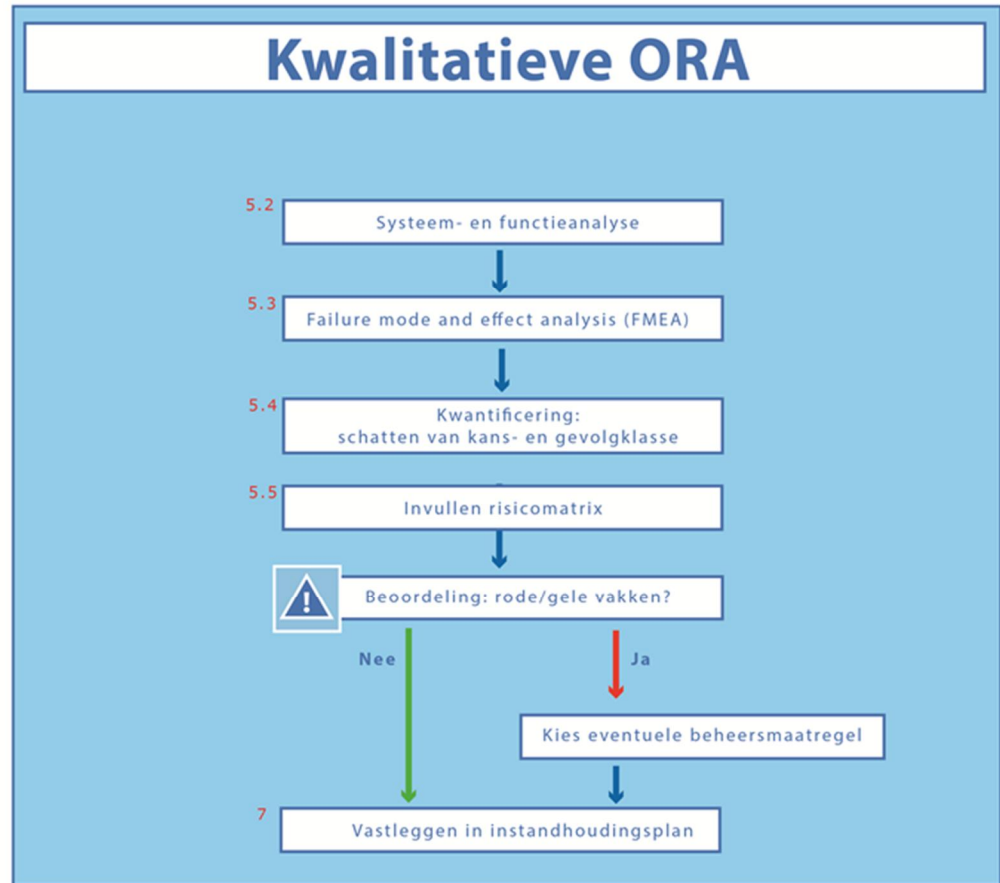 Kwalitatieve ORA
5.2
Systeem- en functieanalyse
5.3
Failure mode and effect analysis (FMEA)
5.4
Kwantificering:
schatten van kans- en gevolgklasse
5.5
Invullen risicomatrix
!
Beoordeling: rode/gele vakken?
Nee
Ja
Kies eventuele beheersmaatregel
7
Vastleggen in instandhoudingsplan